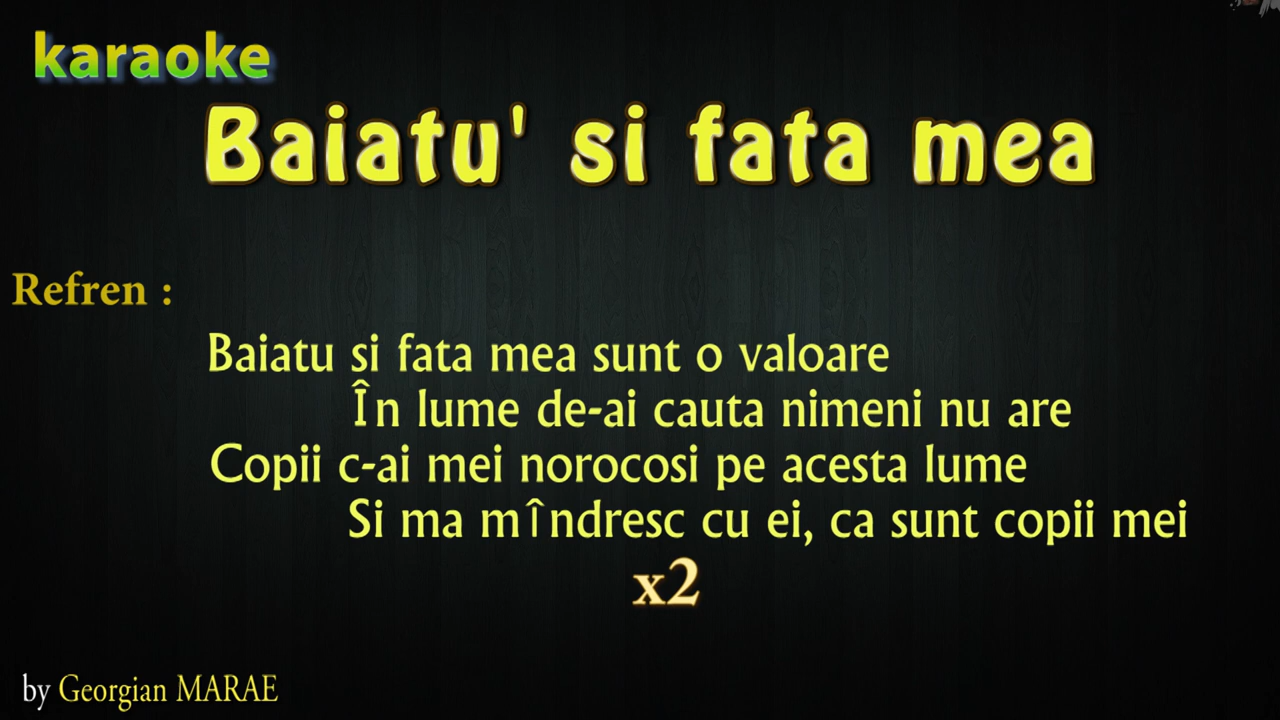 karaoke
Baiatu' si fata mea
Refren :
Baiatu si fata mea sunt o valoare
În lume de-ai cauta nimeni nu are
Copii c-ai mei norocosi pe acesta lume
Si ma mîndresc cu ei, ca sunt copii mei
x2
by Georgian MARAE